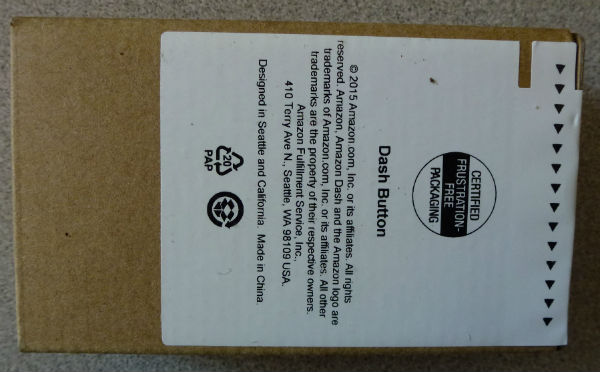 CERTIFIED
FRUSTRATION-
FREE
PACKAGING
Dash Button
© 2015 Amazon.com, Inc. or its affiliates. All rights
reserved. Amazon, Amazon Dash and the Amazon logo are
trademarks of Amazon.com, Inc. or its affiliates. All other
trademarks are the property of their respective owners.
Amazon Fulfillment Service, Inc.,
410 Terry Ave N., Seattle, WA 98109 USA.
Designed in Seattle and California Made in China.
20
PAP